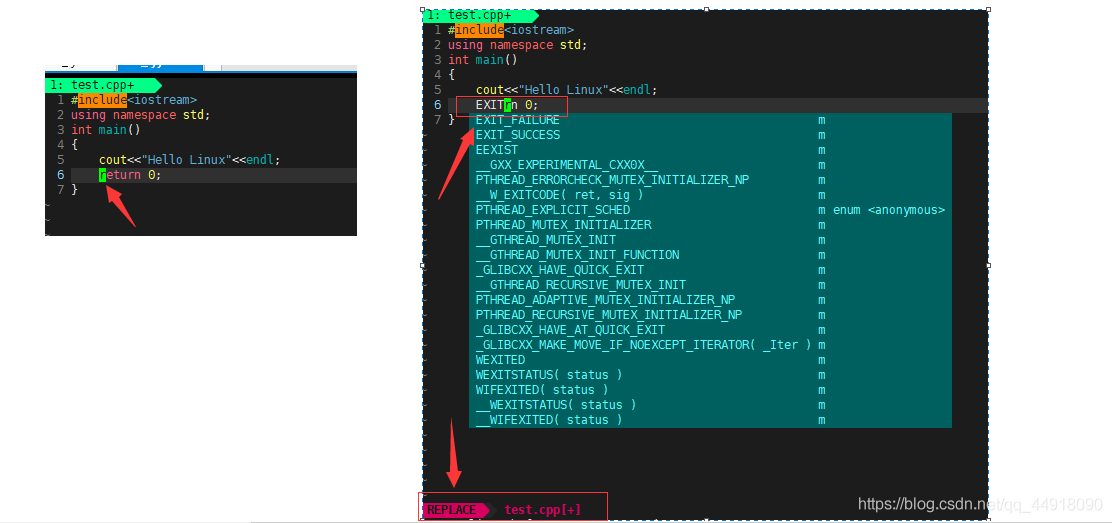 1: test.cpp+
1 #include<iostream>
2 using namespace std;
3 int main()
4 {
5     cout<<"Hello Linux"<<endl;
6     return 0;
7 }
~
~
~
1: test.cpp+
1 #include<iostream>
2 using namespace std;
3 int main()
4 {
5     cout<<"Hello Linux"<<endl;
6     EXITrn 0;
7 }
EXIT_FAILURE m
EXIT_SUCCESS m
EEXIST m
__GXX_EXPERIMENTAL_CXX0X__ m
PTHREAD_ERRORCHECK_MUTEX_INITIALIZER_NP m
__W_EXITCODE( ret, sig ) m
PTHREAD_EXPLICIT_SCHED m enum <anonymous>
PTHREAD_MUTEX_INITIALIZER m
__GTHREAD_MUTEX_INIT m
__GTHREAD_MUTEX_INIT_FUNCTION m
_GLIBCXX_HAVE_QUICK_EXIT m
__GTHREAD_RECURSIVE_MUTEX_INIT m
PTHREAD_ADAPTIVE_MUTEX_INITIALIZER_NP m
PTHREAD_RECURSIVE_MUTEX_INITIALIZER_NP m
_GLIBCXX_HAVE_AT_QUICK_EXIT m
_GLIBCXX_MAKE_MOVE_IF_NOEXCEPT_ITERATOR( _Iter ) m
WEXITED m
WEXITSTATUS( status ) m
WIFEXITED( status ) m
__WEXITSTATUS( status ) m
__WIFEXITED( status ) m
REPLACE test.cpp[+]
https://blog.csdn.net/qq_44918090